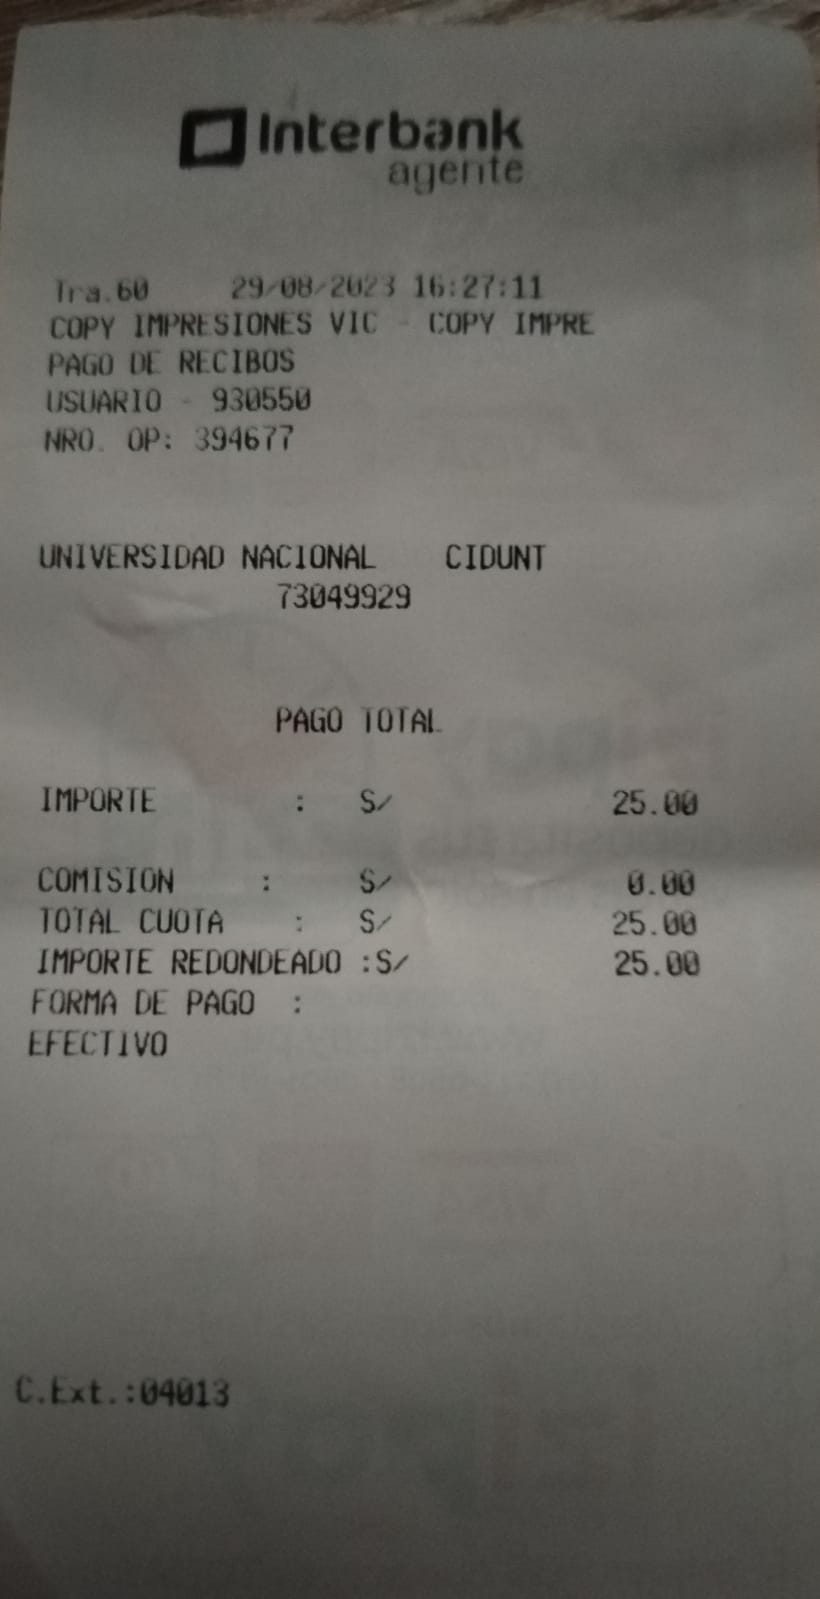 Interbank
agente
Tra.60 29/08/2023 16:27:11
COPY IMPRESIONES VIC - COPY IMPRE
PAGO DE RECIBOS
USUARIO - 930550
NRO. OP: 394677
UNIVERSIDAD NACIONAL CIDUNT
73049929
PAGO TOTAL
IMPORTE : S/ 25.00
COMISION : S/ 0.00
TOTAL CUOTA : S/ 25.00
IMPORTE REDONDEADO :S/ 25.00
FORMA DE PAGO :
EFECTIVO
C.Ext.:04013